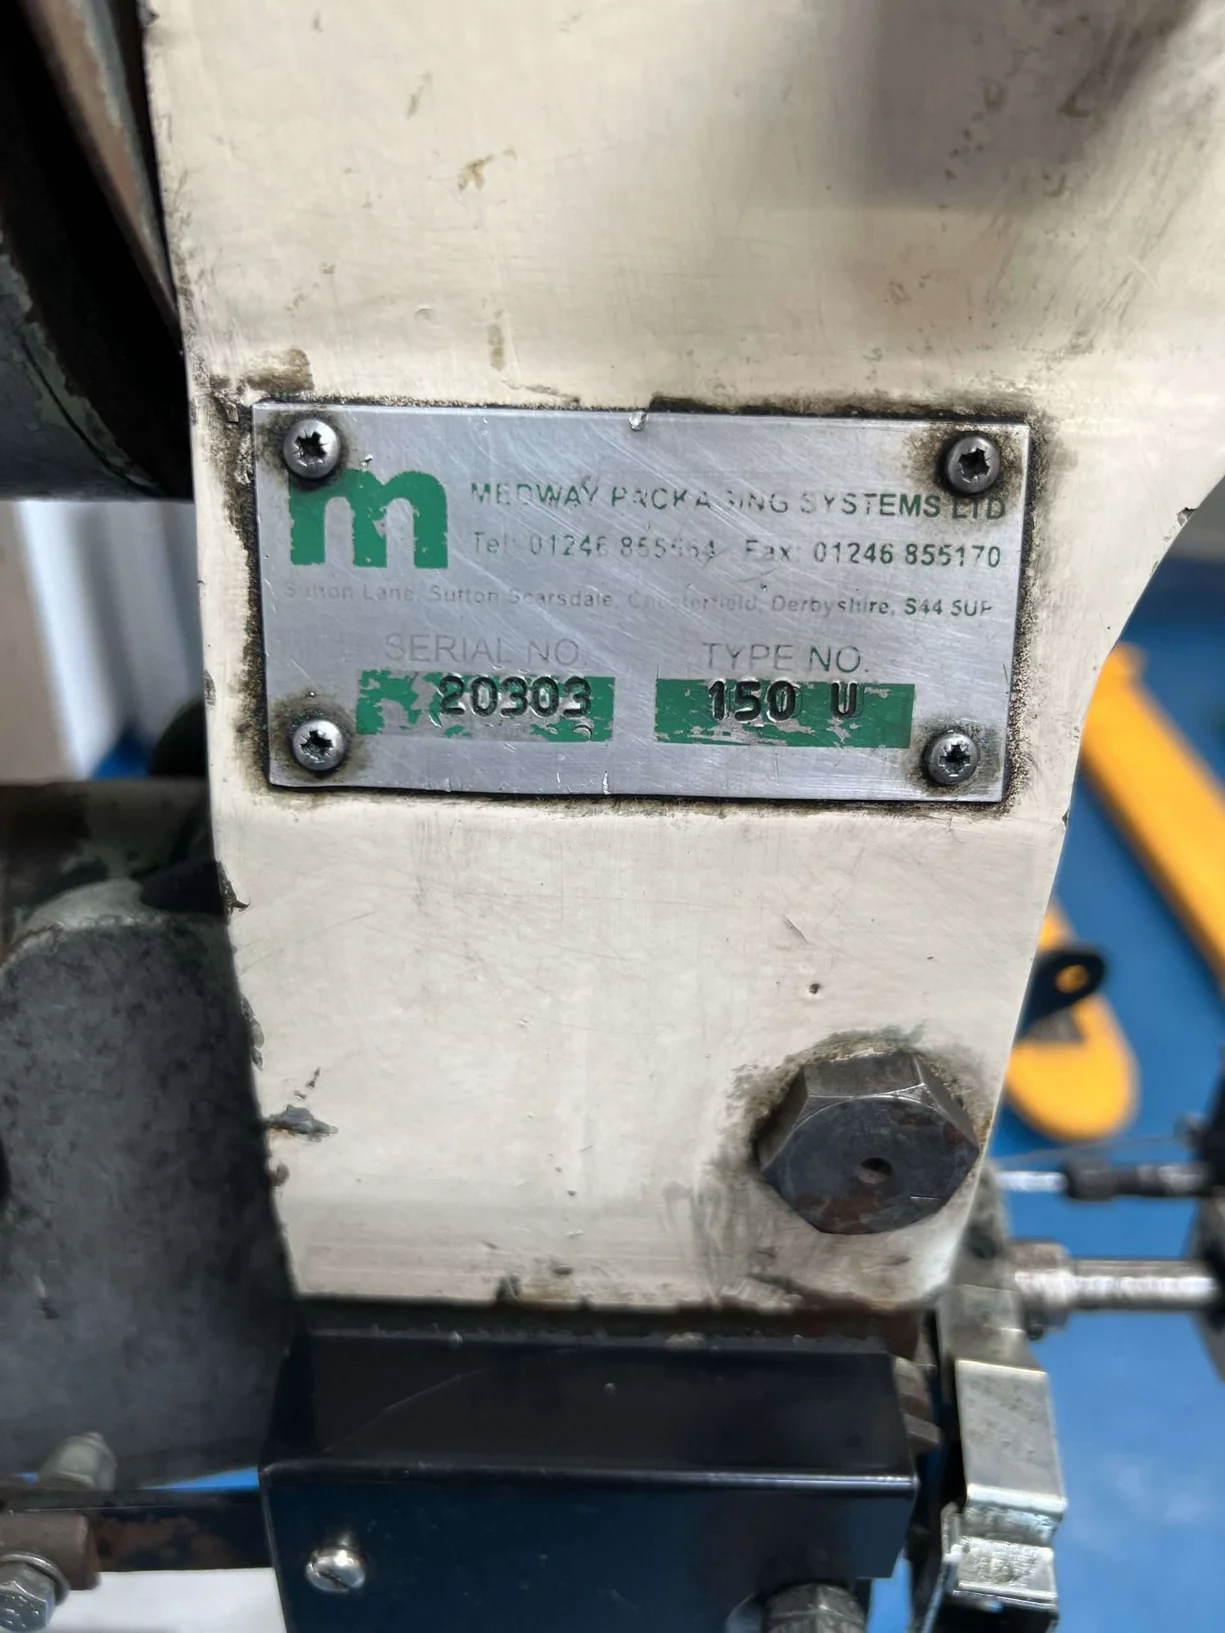 m
MEDWAY PACKAGING SYSTEMS LTD
Tel: 01246 Fax: 01246 855170
Sutton Lane, Sutton Scarsdale, Chesterfield, Derbyshire, S44 5UP
SERIAL NO. TYPE NO.
20303 150 U